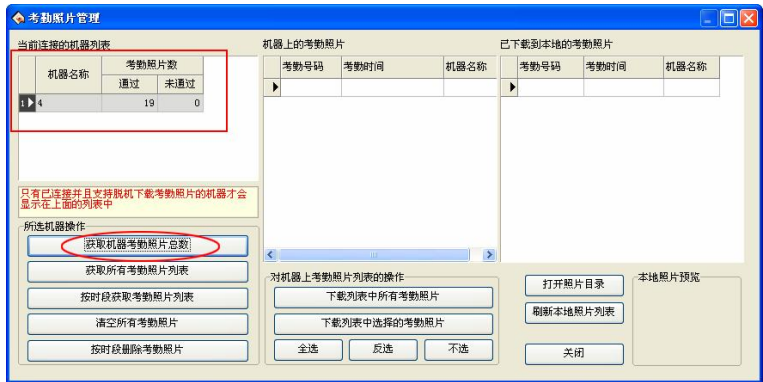 考勤照片管理
当前连接的机器列表
机器名称
考勤照片数
通过
未通过
1 4 19 0
只有已连接并且支持脱机下载考勤照片的机器才会
显示在上面的列表中
所选机器操作
获取机器考勤照片总数
获取所有考勤照片列表
按时段获取考勤照片列表
清空所有考勤照片
按时段删除考勤照片
机器上的考勤照片
考勤号码 考勤时间 机器名称
对机器上考勤照片列表的操作
下载列表中所有考勤照片
下载列表中选择的考勤照片
全选 反选 不选
已下载到本地的考勤照片
考勤号码 考勤时间 机器名称
打开照片目录
刷新本地照片列表
关闭
本地照片预览